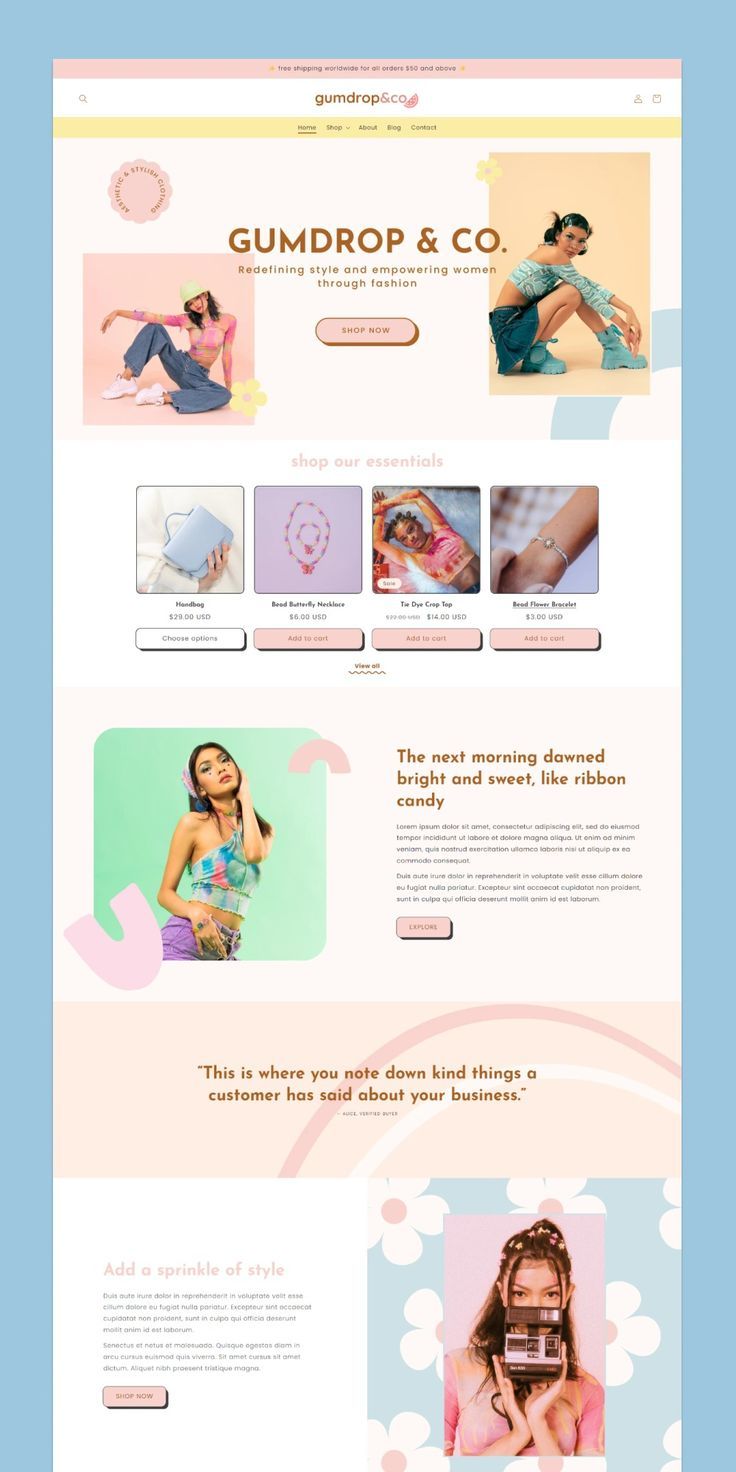 ✨ free shipping worldwide for all orders $50 and above ✨
gumdrop&co
Home Shop About Blog Contact
AESTHETIC & STYLISH CLOTHING
GUMDROP & CO.
Redefining style and empowering women
through fashion
SHOP NOW
shop our essentials
Sale
Handbag
$29.00 USD
Choose options
Bead Butterfly Necklace
$6.00 USD
Add to cart
Tie Dye Crop Top
$22.00 USD $14.00 USD
Add to cart
Bead Flower Bracelet
$3.00 USD
Add to cart
View all
The next morning dawned
bright and sweet, like ribbon
candy
Lorem ipsum dolor sit amet, consectetur adipiscing elit, sed do eiusmod
tempor incididunt ut labore et dolore magna aliqua. Ut enim ad minim
veniam, quis nostrud exercitation ullamco laboris nisi ut aliquip ex ea
commodo consequat.
Duis aute irure dolor in reprehenderit in voluptate velit esse cillum dolore
eu fugiat nulla pariatur. Excepteur sint occaecat cupidatat non proident,
sunt in culpa qui officia deserunt mollit anim id est laborum.
EXPLORE
“This is where you note down kind things a
customer has said about your business.”
— ALICE, VERIFIED BUYER
Add a sprinkle of style
Duis aute irure dolor in reprehenderit in voluptate velit esse
cillum dolore eu fugiat nulla pariatur. Excepteur sint occaecat
cupidatat non proident, sunt in culpa qui officia deserunt
mollit anim id est laborum.
Senectus et netus et malesuada. Quisque egestas diam in
arcu cursus euismod quis viverra. Sit amet cursus sit amet
dictum. Aliquet nibh praesent tristique magna.
SHOP NOW